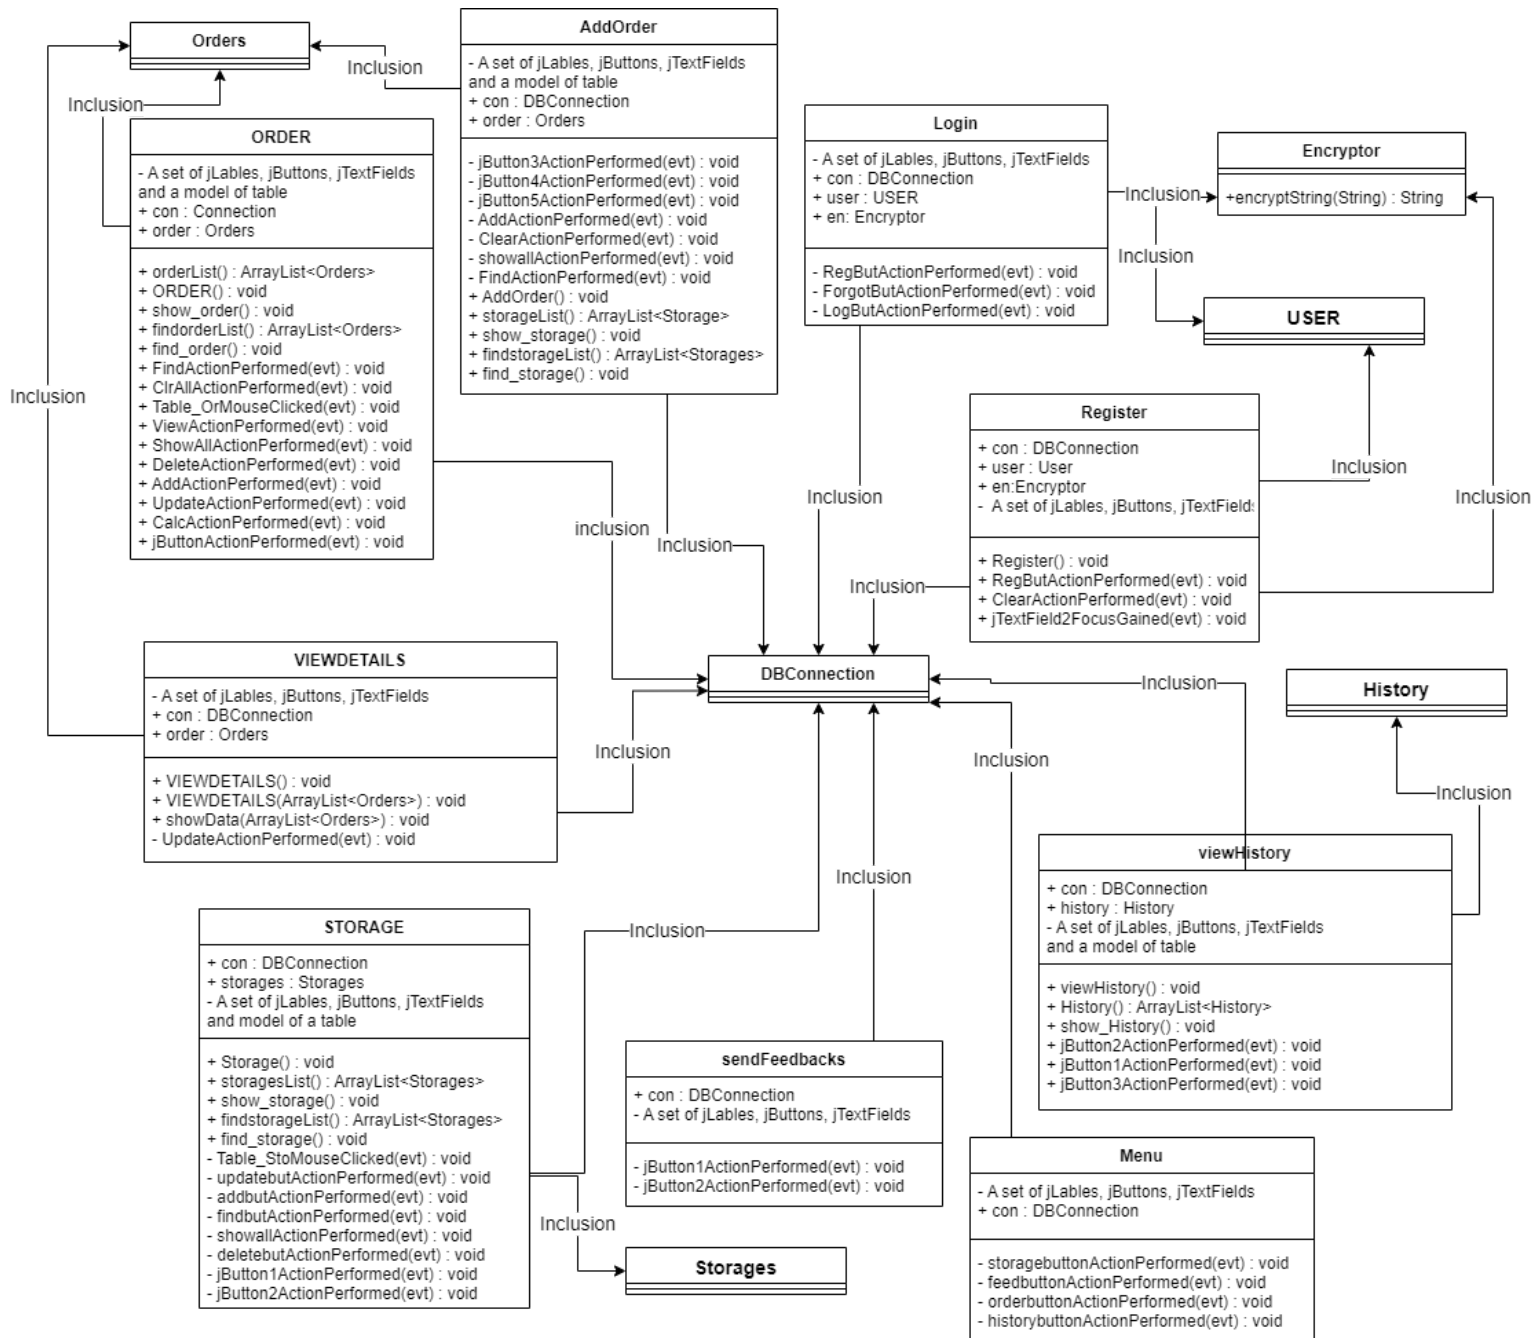 Orders
Inclusion
Inclusion
Inclusion
AddOrder
- A set of jLables, jButtons, jTextFields
and a model of table
+ con : DBConnection
+ order : Orders
- jButton3ActionPerformed(evt) : void
- jButton4ActionPerformed(evt) : void
- jButton5ActionPerformed(evt) : void
- AddActionPerformed(evt) : void
- ClearActionPerformed(evt) : void
- showallActionPerformed(evt) : void
- FindActionPerformed(evt) : void
+ AddOrder() : void
+ storageList() : ArrayList<Storage>
+ show_storage() : void
+ findstorageList() : ArrayList<Storages>
+ find_storage() : void
ORDER
- A set of jLables, jButtons, jTextFields
and a model of table
+ con : Connection
+ order : Orders
+ orderList() : ArrayList<Orders>
+ ORDER() : void
+ show_order() : void
+ findorderList() : ArrayList<Orders>
+ find_order() : void
+ FindActionPerformed(evt) : void
+ ClrAllActionPerformed(evt) : void
+ Table_OrMouseClicked(evt) : void
+ ViewActionPerformed(evt) : void
+ ShowAllActionPerformed(evt) : void
+ DeleteActionPerformed(evt) : void
+ AddActionPerformed(evt) : void
+ UpdateActionPerformed(evt) : void
+ CalcActionPerformed(evt) : void
+ jButtonActionPerformed(evt) : void
Login
- A set of jLables, jButtons, jTextFields
+ con : DBConnection
+ user : USER
+ en: Encryptor
- RegButActionPerformed(evt) : void
- ForgotButActionPerformed(evt) : void
- LogButActionPerformed(evt) : void
Inclusion
Inclusion
Encryptor
+encryptString(String) : String
USER
Inclusion
Inclusion
Register
+ con : DBConnection
+ user : User
+ en:Encryptor
- A set of jLables, jButtons, jTextField
+ Register() : void
+ RegButActionPerformed(evt) : void
+ ClearActionPerformed(evt) : void
+ jTextField2FocusGained(evt) : void
inclusion
Inclusion
Inclusion
Inclusion
DBConnection
Inclusion
History
Inclusion
VIEWDETAILS
- A set of jLables, jButtons, jTextFields
+ con : DBConnection
+ order : Orders
+ VIEWDETAILS() : void
+ VIEWDETAILS(ArrayList<Orders>) : void
+ showData(ArrayList<Orders>) : void
- UpdateActionPerformed(evt) : void
Inclusion
Inclusion
Inclusion
Inclusion
viewHistory
+ con : DBConnection
+ history : History
- A set of jLables, jButtons, jTextFields
and a model of table
+ viewHistory() : void
+ History() : ArrayList<History>
+ show_History() : void
+ jButton2ActionPerformed(evt) : void
+ jButton1ActionPerformed(evt) : void
+ jButton3ActionPerformed(evt) : void
STORAGE
+ con : DBConnection
+ storages : Storages
- A set of jLables, jButtons, jTextFields
and model of a table
+ Storage() : void
+ storagesList() : ArrayList<Storages>
+ show_storage() : void
+ findstorageList() : ArrayList<Storages>
+ find_storage() : void
- Table_StoMouseClicked(evt) : void
- updatebutActionPerformed(evt) : void
- addbutActionPerformed(evt) : void
- findbutActionPerformed(evt) : void
- showallActionPerformed(evt) : void
- deletebutActionPerformed(evt) : void
- jButton1ActionPerformed(evt) : void
- jButton2ActionPerformed(evt) : void
Inclusion
sendFeedbacks
+ con : DBConnection
- A set of jLables, jButtons, jTextFields
- jButton1ActionPerformed(evt) : void
- jButton2ActionPerformed(evt) : void
Storages
Menu
- A set of jLables, jButtons, jTextFields
+ con : DBConnection
- storagebuttonActionPerformed(evt) : void
- feedbuttonActionPerformed(evt) : void
- orderbuttonActionPerformed(evt) : void
- historybuttonActionPerformed(evt) : void